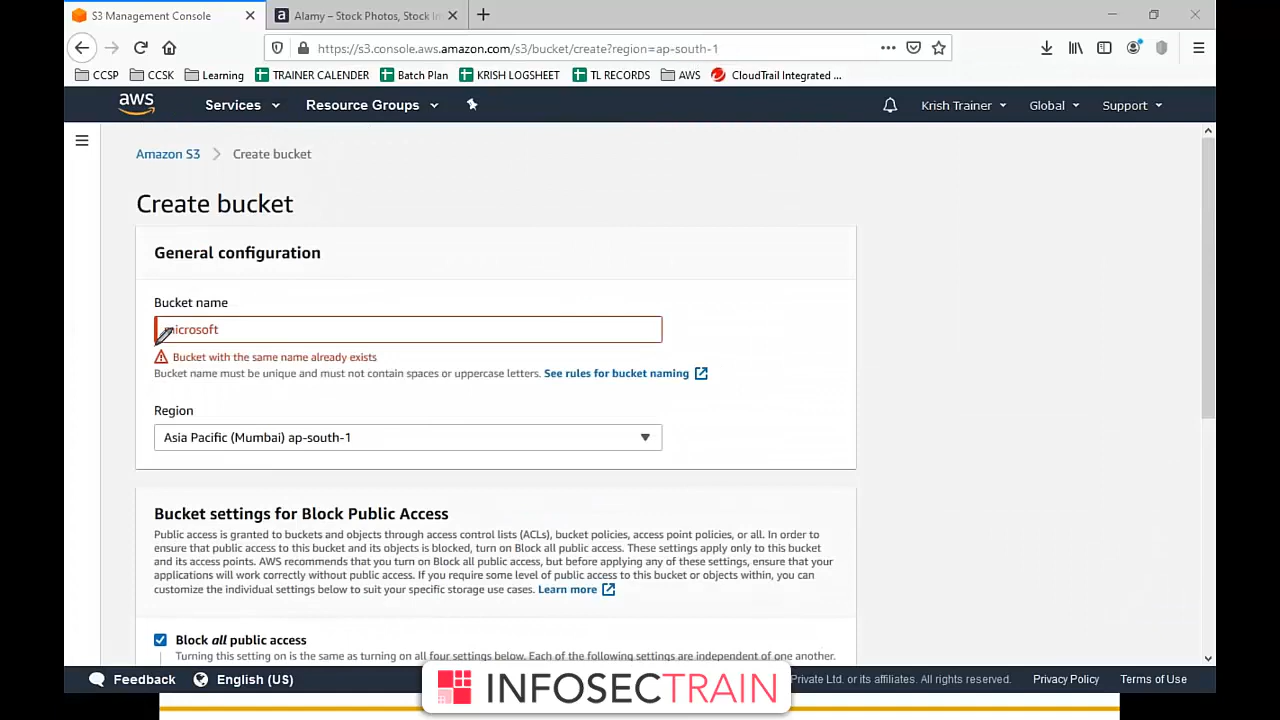 S3 Management Console
Alamy – Stock Photos, Stock Im
https://s3.console.aws.amazon.com/s3/bucket/create?region=ap-south-1
CCSP CCSK Learning TRAINER CALENDER Batch Plan KRISH LOGSHEET TL RECORDS AWS CloudTrail Integrated ...
aws Services Resource Groups Krish Trainer Global Support
Amazon S3 Create bucket
Create bucket
General configuration
Bucket name
microsoft
Bucket with the same name already exists
Bucket name must be unique and must not contain spaces or uppercase letters. See rules for bucket naming
Region
Asia Pacific (Mumbai) ap-south-1
Bucket settings for Block Public Access
Public access is granted to buckets and objects through access control lists (ACLs), bucket policies, access point policies, or all. In order to
ensure that public access to this bucket and its objects is blocked, turn on Block all public access. These settings apply only to this bucket
and its access points. AWS recommends that you turn on Block all public access, but before applying any of these settings, ensure that your
applications will work correctly without public access. If you require some level of public access to this bucket or objects within, you can
customize the individual settings below to suit your specific storage use cases. Learn more
Block all public access
Turning this setting on is the same as turning on all four settings below. Each of the following settings are independent of one another.
Feedback English (US) Private Ltd. or its affiliates. All rights reserved. Privacy Policy Terms of Use
INFOSECTRAIN